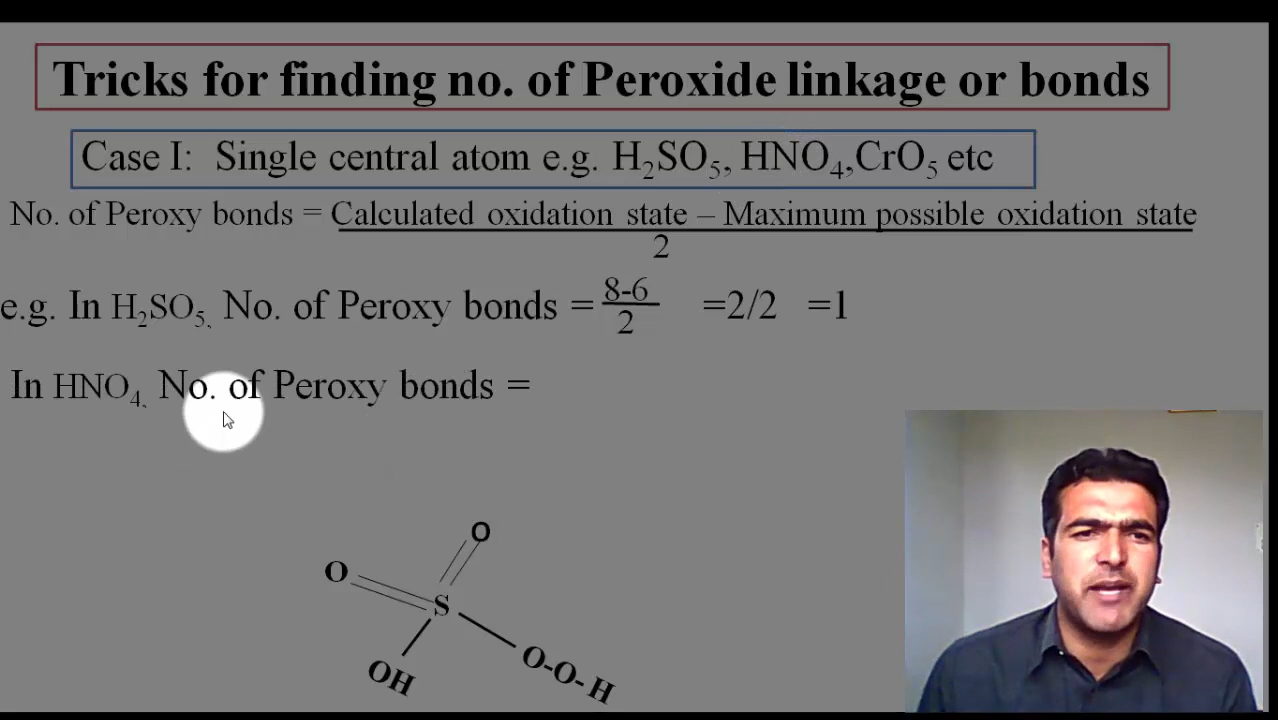 Tricks for finding no. of Peroxide linkage or bonds
Case I: Single central atom e.g. H₂SO₅, HNO₄,CrO₅ etc
No. of Peroxy bonds = Calculated oxidation state – Maximum possible oxidation state
2
e.g. In H₂SO₅, No. of Peroxy bonds = 8-6 =2/2 =1
2
In HNO₄, No. of Peroxy bonds =
O
O
S
OH
O-O-H